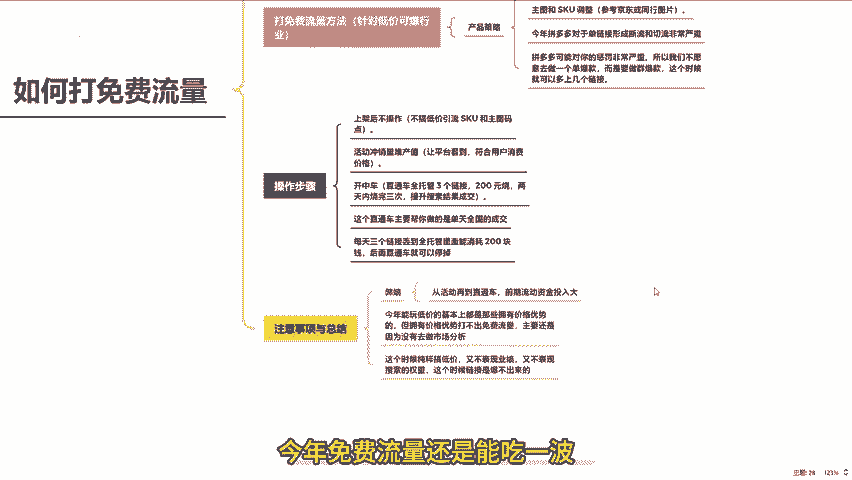 主图和 SKU 调整（参考京东或同行图片）。
打免费流量方法（针对低价可爆行
业）
产品策略
今年拼多多对于单链接形成断流和切流非常严重
拼多多可能对你的惩罚非常严重，所以我们不愿
意去做一个单爆款，而是要做群爆款，这个时候
就可以多上几个链接。
如何打免费流量
上架后不操作（不搞低价引流 SKU 和主图码
点）。
活动冲销量堆产值（让平台看到，符合用户消费
价格）。
操作步骤
开中车（直通车全托管 3 个链接，200 元烧，两
天内烧完三次，提升搜索结果成交）。
这个直通车主要帮你做的是单天全国的成交
每天三个链接丢到全托管里面能消耗 200 块
钱，后面直通车就可以停掉
弊端
从活动再到直通车，前期流动资金投入大
注意事项与总结
今年能玩低价的基本上都是那些拥有价格优势
的，但拥有价格优势打不出免费流量，主要还是
因为没有去做市场分析
这个时候纯粹搞低价，又不表现业绩，又不表现
搜索的权重，这个时候链接是爆不出来的
今年免费流量还是能吃一波
主题: 28
123%